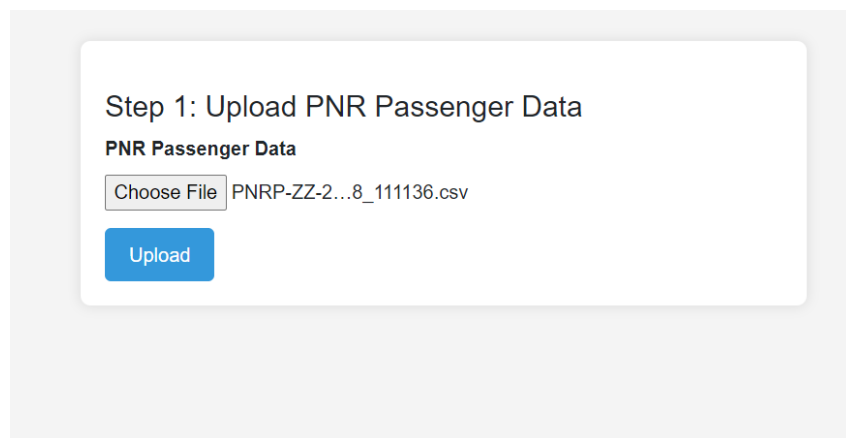 Step 1: Upload PNR Passenger Data
PNR Passenger Data
Choose File PNRP-ZZ-2…8_111136.csv
Upload